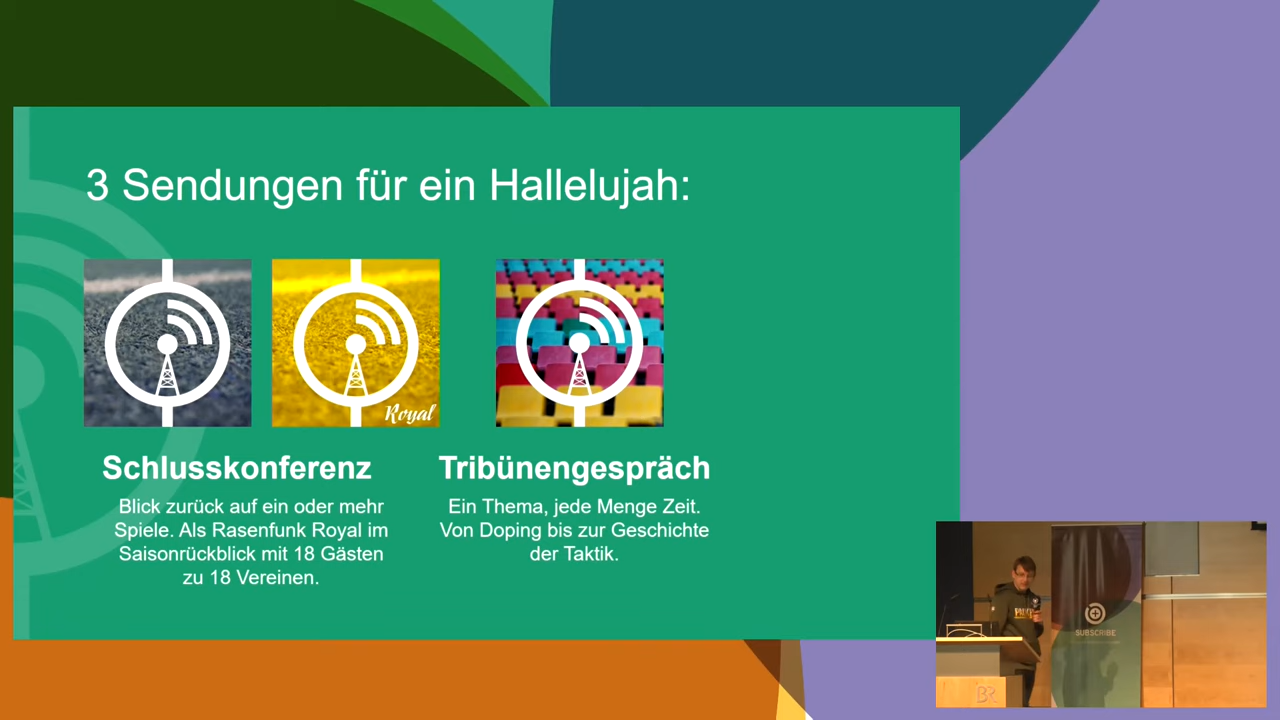 3 Sendungen für ein Hallelujah:
Royal
Schlusskonferenz
Blick zurück auf ein oder mehr
Spiele. Als Rasenfunk Royal im
Saisonrückblick mit 18 Gästen
zu 18 Vereinen.
Tribünengespräch
Ein Thema, jede Menge Zeit.
Von Doping bis zur Geschichte
der Taktik.
SUBSCRIBE
BR